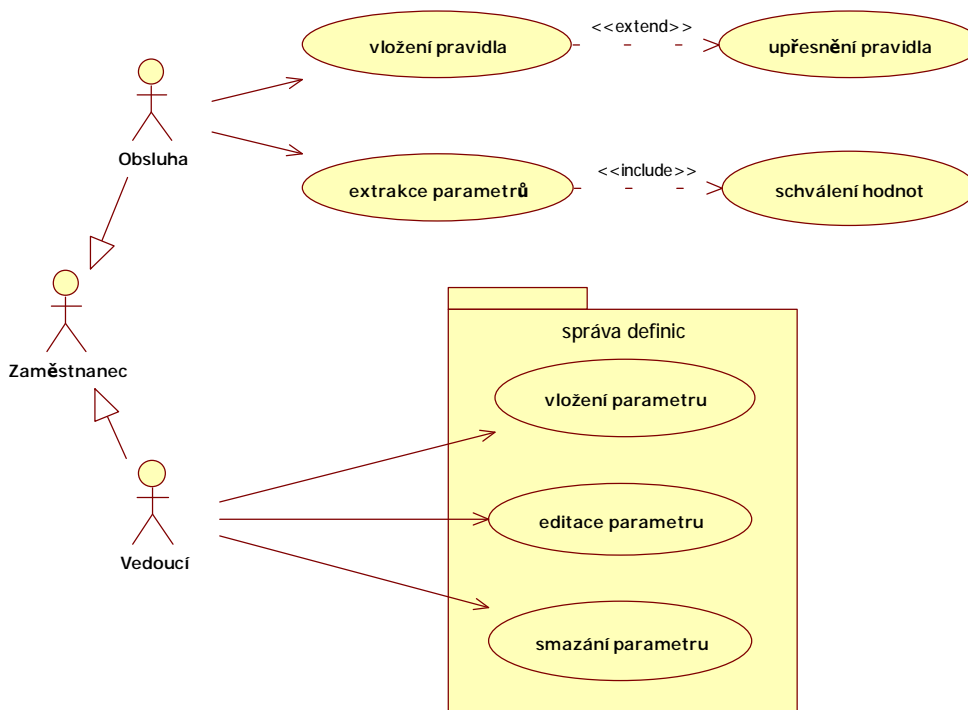 vložení pravidla
<<extend>>
upřesnění pravidla
Obsluha
extrakce parametrů
<<include>>
schválení hodnot
Zaměstnanec
správa definic
vložení parametru
editace parametru
Vedoucí
smazání parametru